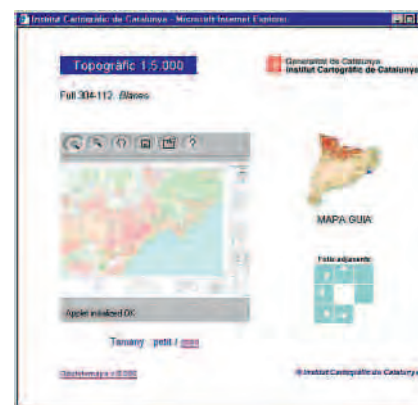 Institut Cartogràfic de Catalunya - Microsoft Internet Explorer
Topogràfic 1:5.000
Generalitat de Catalunya
Institut Cartogràfic de Catalunya
Full 304-112. Blanes
MAPA GUIA
Fulls adjacents
Applet initialized OK
Tamany: petit / gran
© Institut Cartogràfic de Catalunya